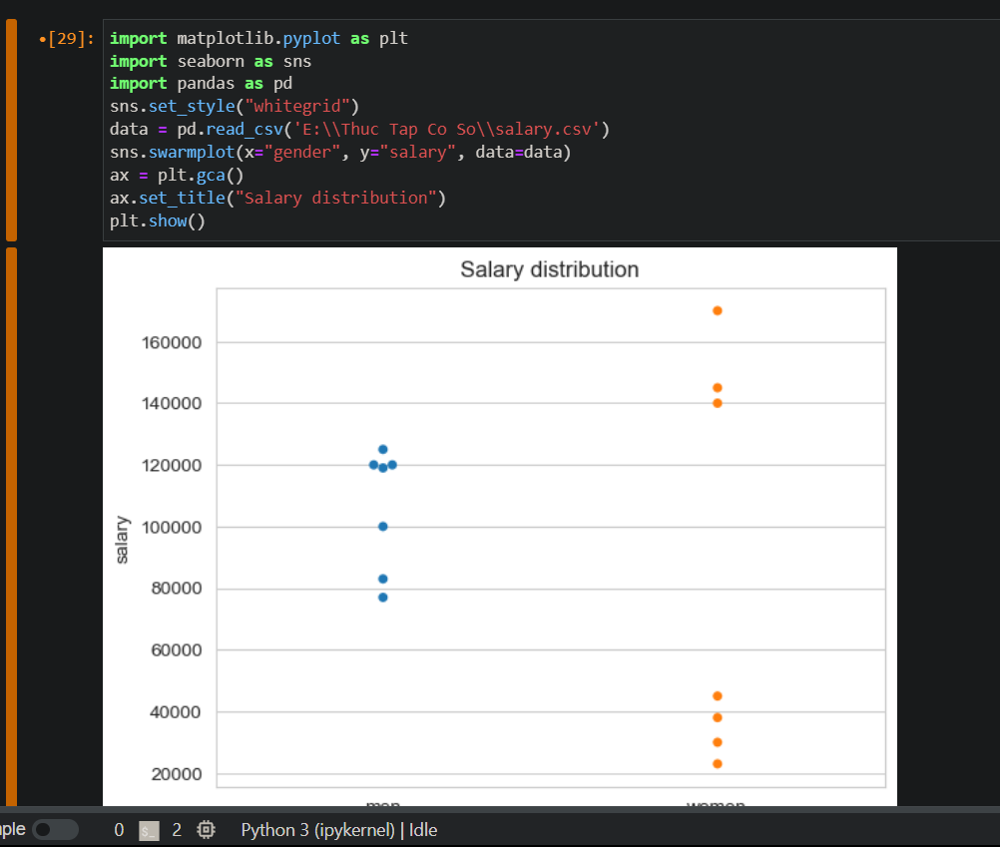 •[29]:
import matplotlib.pyplot as plt
import seaborn as sns
import pandas as pd
sns.set_style("whitegrid")
data = pd.read_csv('E:\\Thuc Tap Co So\\salary.csv')
sns.swarmplot(x="gender", y="salary", data=data)
ax = plt.gca()
ax.set_title("Salary distribution")
plt.show()
Salary distribution
160000
140000
120000
100000
80000
60000
40000
20000
salary
men
women
ple 0 $_ 2 Python 3 (ipykernel) | Idle